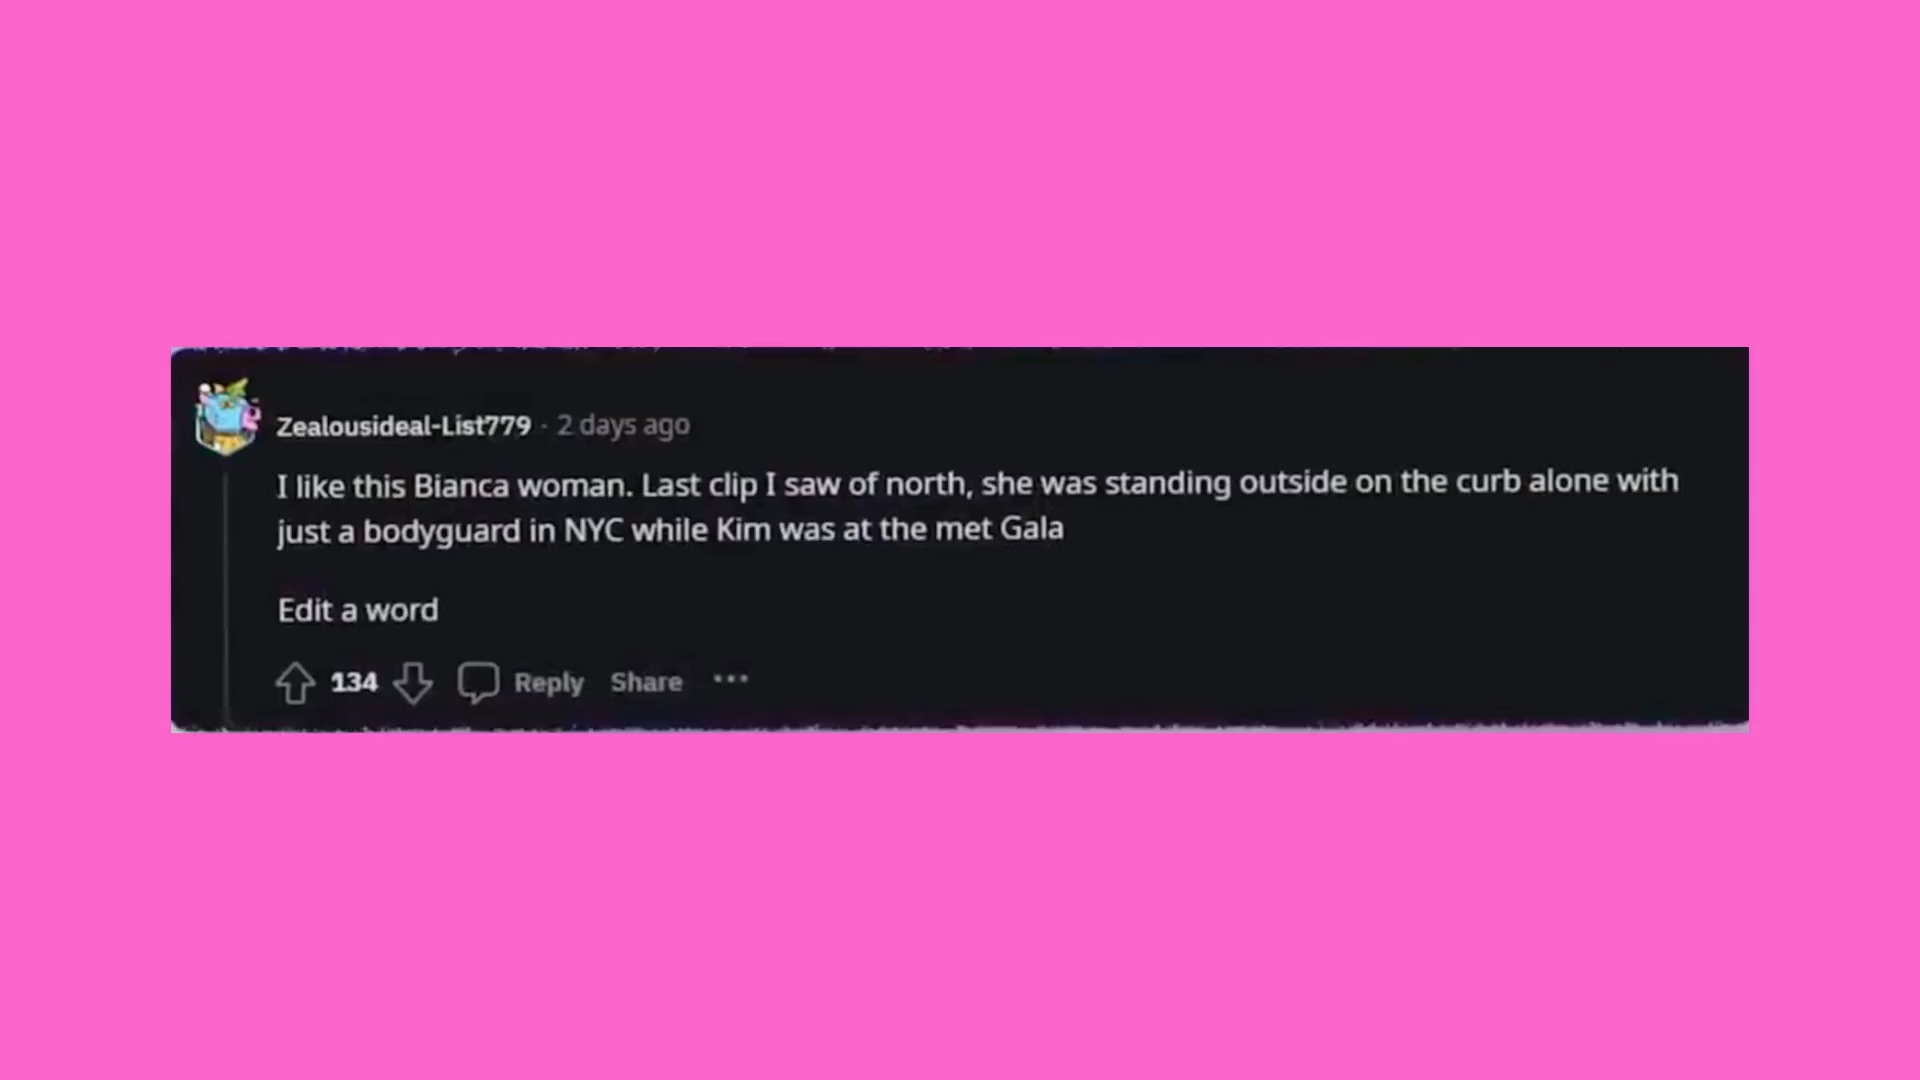 Zealousideal-List779 · 2 days ago
I like this Bianca woman. Last clip I saw of north, she was standing outside on the curb alone with
just a bodyguard in NYC while Kim was at the met Gala
Edit a word
134 Reply Share ...